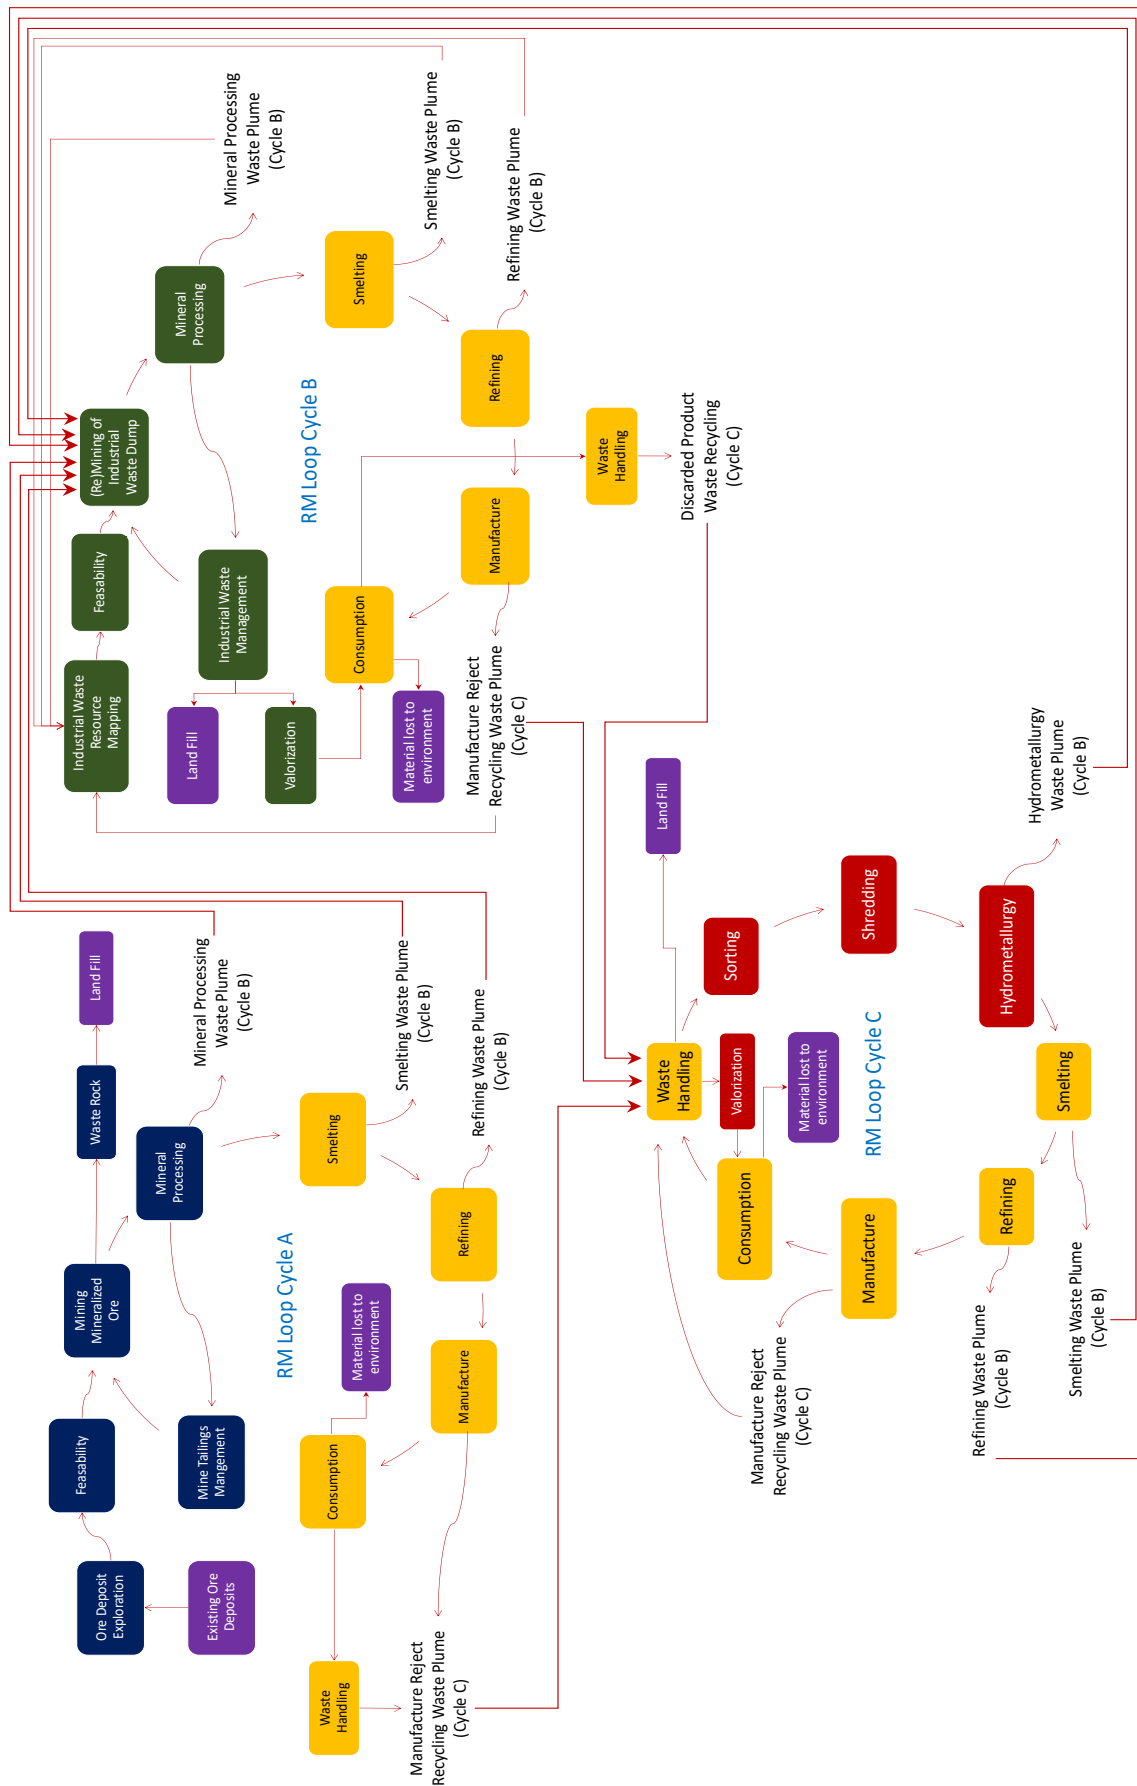 Ore Deposit
Exploration
Existing Ore
Deposits
Feasability
Mine Tailings
Mangement
Mining
Mineralized
Ore
Waste Rock
Land Fill
Mineral
Processing
Mineral Processing
Waste Plume
(Cycle B)
RM Loop Cycle A
Smelting
Smelting Waste Plume
(Cycle B)
Refining
Refining Waste Plume
(Cycle B)
Manufacture
Material lost to
environment
Consumption
Waste
Handling
Manufacture Reject
Recycling Waste Plume
(Cycle C)
Industrial Waste
Resource
Mapping
Feasability
(Re)Mining of
Industrial
Waste Dump
Mineral
Processing
Mineral Processing
Waste Plume
(Cycle B)
Land Fill
Industrial Waste
Management
Valorization
RM Loop Cycle B
Smelting
Smelting Waste Plume
(Cycle B)
Refining
Refining Waste Plume
(Cycle B)
Manufacture
Consumption
Material lost to
environment
Manufacture Reject
Recycling Waste Plume
(Cycle C)
Waste
Handling
Discarded Product
Waste Recycling
(Cycle C)
Waste
Handling
Land Fill
Sorting
Valorization
Consumption
Material lost to
environment
Shredding
RM Loop Cycle C
Manufacture
Manufacture Reject
Recycling Waste Plume
(Cycle C)
Hydrometallurgy
Hydrometallurgy
Waste Plume
(Cycle B)
Smelting
Refining
Refining Waste Plume
(Cycle B)
Smelting Waste Plume
(Cycle B)